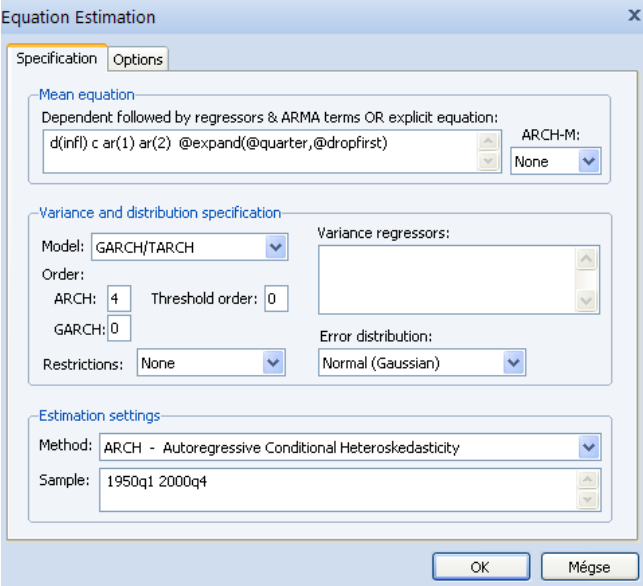 Equation Estimation
x
Specification
Options
Mean equation
Dependent followed by regressors & ARMA terms OR explicit equation:
d(infl) c ar(1) ar(2)  @expand(@quarter,@dropfirst)
ARCH-M:
None
Variance and distribution specification
Model: GARCH/TARCH
Variance regressors:
Order:
ARCH: 4 Threshold order: 0
GARCH: 0
Error distribution:
Restrictions: None
Normal (Gaussian)
Estimation settings
Method: ARCH - Autoregressive Conditional Heteroskedasticity
Sample: 1950q1 2000q4
OK Mégse